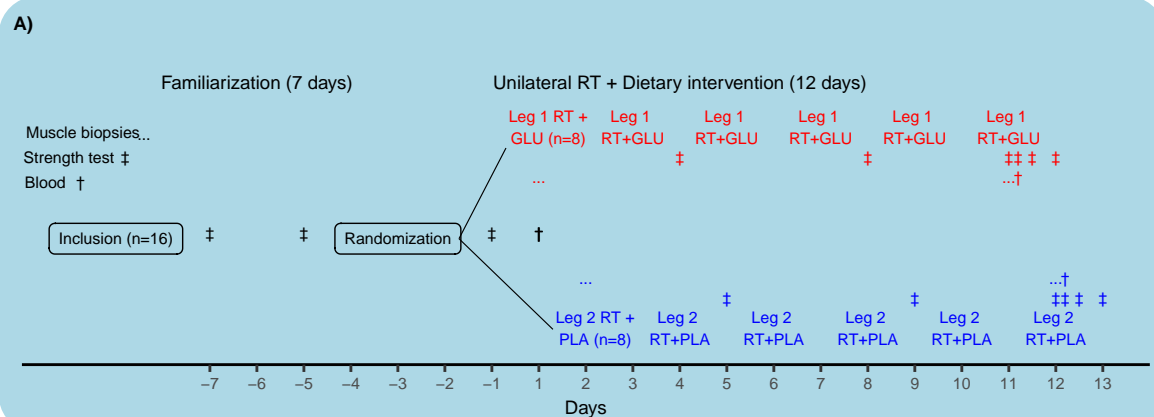 A)
Familiarization (7 days)
Unilateral RT + Dietary intervention (12 days)
Leg 1 RT + GLU (n=8)
Leg 1 RT+GLU
Leg 1 RT+GLU
Leg 1 RT+GLU
Leg 1 RT+GLU
Leg 1 RT+GLU
Muscle biopsies...
Strength test ‡
Blood †
‡ ‡ ‡‡ ‡ ‡
... ...†
Inclusion (n=16)
‡ ‡
Randomization
‡ †
... ...†
‡ ‡ ‡‡ ‡ ‡
Leg 2 RT + PLA (n=8)
Leg 2 RT+PLA
Leg 2 RT+PLA
Leg 2 RT+PLA
Leg 2 RT+PLA
Leg 2 RT+PLA
−7 −6 −5 −4 −3 −2 −1 1 2 3 4 5 6 7 8 9 10 11 12 13
Days